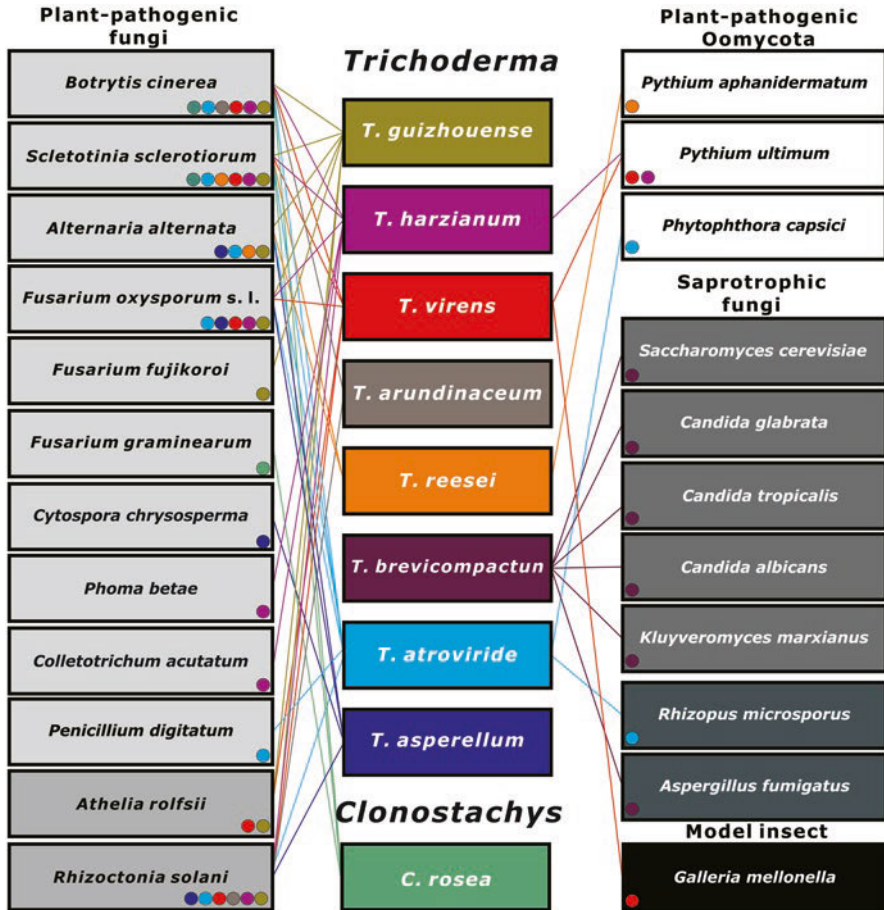 Plant-pathogenic
fungi
Botrytis cinerea
Scletotinia sclerotiorum
Alternaria alternata
Fusarium oxysporum s. l.
Fusarium fujikoroi
Fusarium graminearum
Cytospora chrysosperma
Phoma betae
Colletotrichum acutatum
Penicillium digitatum
Athelia rolfsii
Rhizoctonia solani
Trichoderma
T. guizhouense
T. harzianum
T. virens
T. arundinaceum
T. reesei
T. brevicompactun
T. atroviride
T. asperellum
Clonostachys
C. rosea
Plant-pathogenic
Oomycota
Pythium aphanidermatum
Pythium ultimum
Phytophthora capsici
Saprotrophic
fungi
Saccharomyces cerevisiae
Candida glabrata
Candida tropicalis
Candida albicans
Kluyveromyces marxianus
Rhizopus microsporus
Aspergillus fumigatus
Model insect
Galleria mellonella